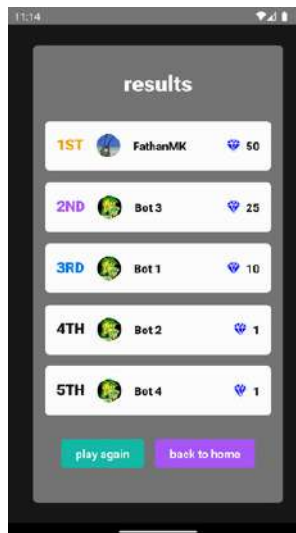 11:14
results
1ST FathanMK 50
2ND Bot 3 25
3RD Bot 1 10
4TH Bot 2 1
5TH Bot 4 1
play again back to home